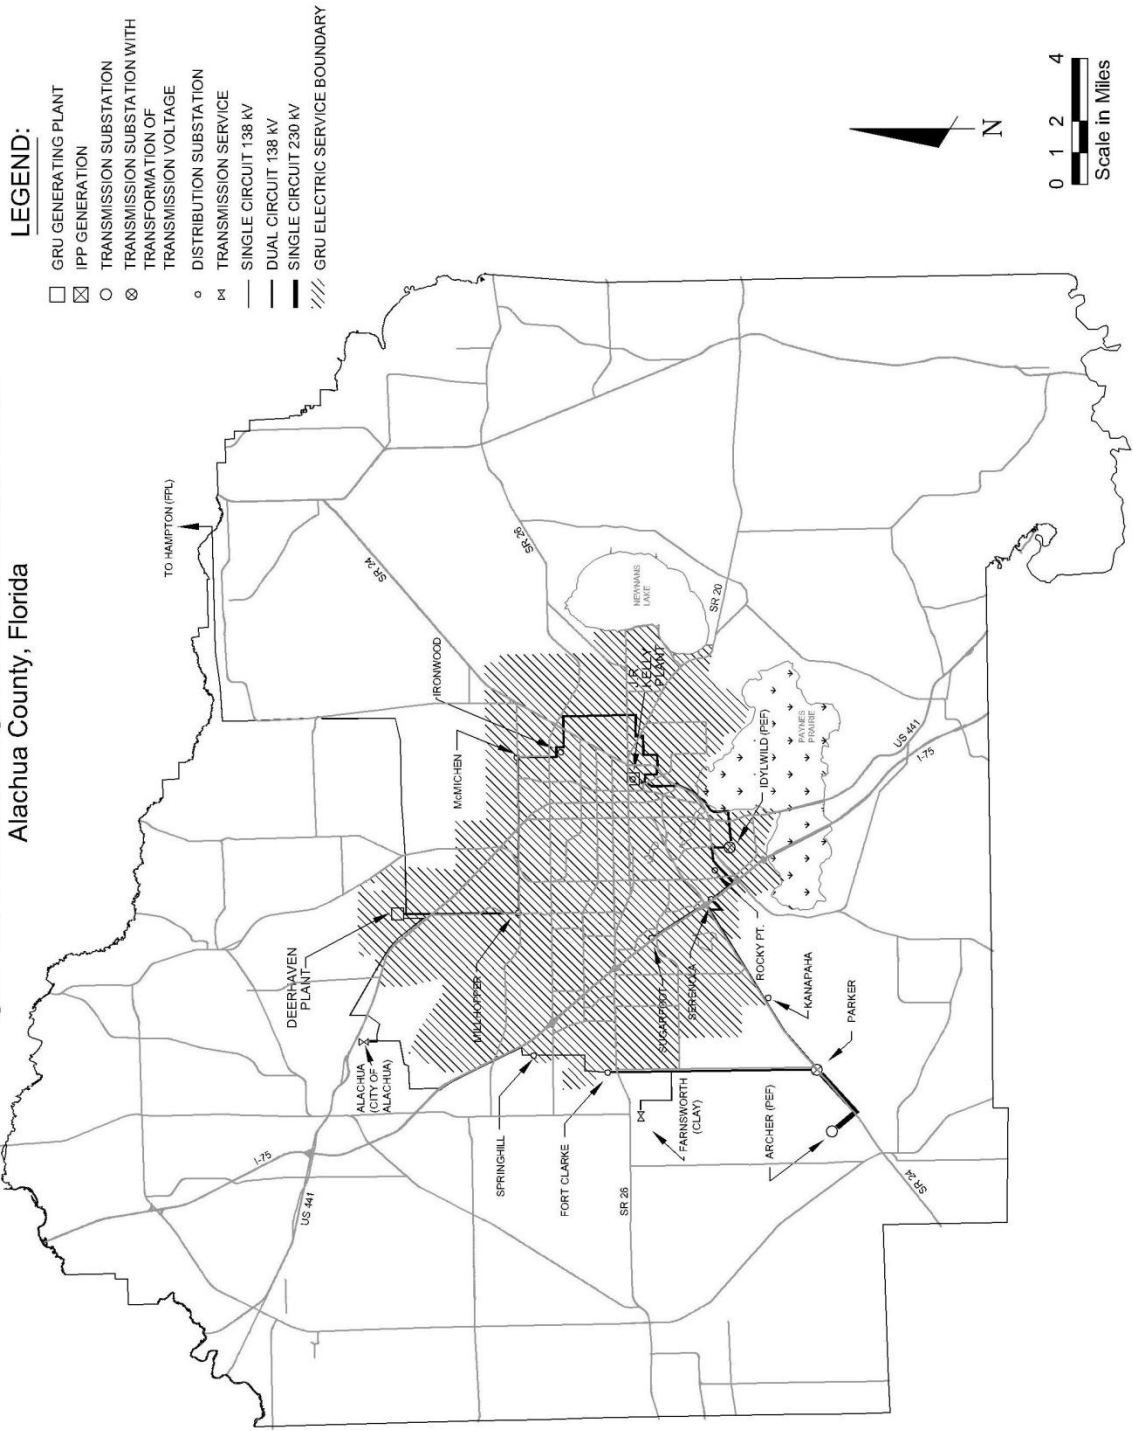 Alachua County, Florida
LEGEND:
GRU GENERATING PLANT
IPP GENERATION
TRANSMISSION SUBSTATION
TRANSMISSION SUBSTATION WITH
TRANSFORMATION OF
TRANSMISSION VOLTAGE
DISTRIBUTION SUBSTATION
TRANSMISSION SERVICE
SINGLE CIRCUIT 138 kV
DUAL CIRCUIT 138 kV
SINGLE CIRCUIT 230 kV
GRU ELECTRIC SERVICE BOUNDARY
TO HAMPTON (FPL)
SR 24
SR 26
IRONWOOD
NEWNANS
LAKE
McMICHEN
J.R.
KELLY
PLANT
SR 20
DEERHAVEN
PLANT
MILLHOPPER
IDYLWILD (PEF)
PAYNES
PRAIRIE
US 441
I-75
ALACHUA
(CITY OF
ALACHUA)
SUGARFOOT
SERENOLA
ROCKY PT.
KANAPAHA
PARKER
SPRINGHILL
FORT CLARKE
FARNSWORTH
(CLAY)
ARCHER (PEF)
I-75
US 441
SR 26
SR 24
N
0 1 2 4
Scale in Miles